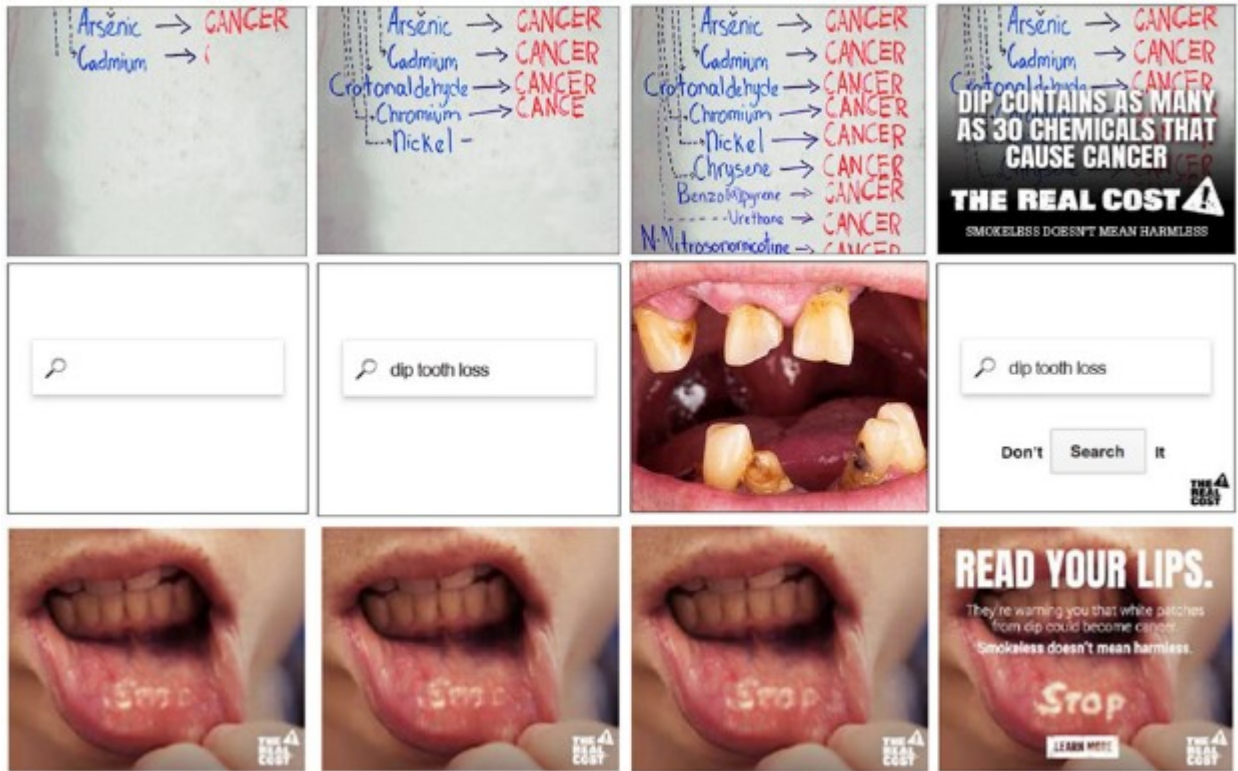 Arsenic → CANCER
Cadmium →
Arsenic → CANCER
Cadmium → CANCER
Crotonaldehyde → CANCER
Chromium → CANCE
Nickel -
Arsenic → CANCER
Cadmium → CANCER
Crotonaldehyde → CANCER
Chromium → CANCER
Nickel → CANCER
Chrysene → CANCER
Benzo[a]pyrene → CANCER
Urethane → CANCER
N-Nitrosonornicotine → CANCER
Arsenic → CANCER
Cadmium → CANCER
Crotonaldehyde → CANCER
DIP CONTAINS AS MANY
AS 30 CHEMICALS THAT
CAUSE CANCER
THE REAL COST
SMOKELESS DOESN'T MEAN HARMLESS
dip tooth loss
dip tooth loss
Don't Search It
THE
REAL
COST
STOP
THE
REAL
COST
STOP
THE
REAL
COST
STOP
THE
REAL
COST
READ YOUR LIPS.
They're warning you that white patches
from dip could become cancer.
Smokeless doesn't mean harmless.
STOP
LEARN MORE
THE
REAL
COST